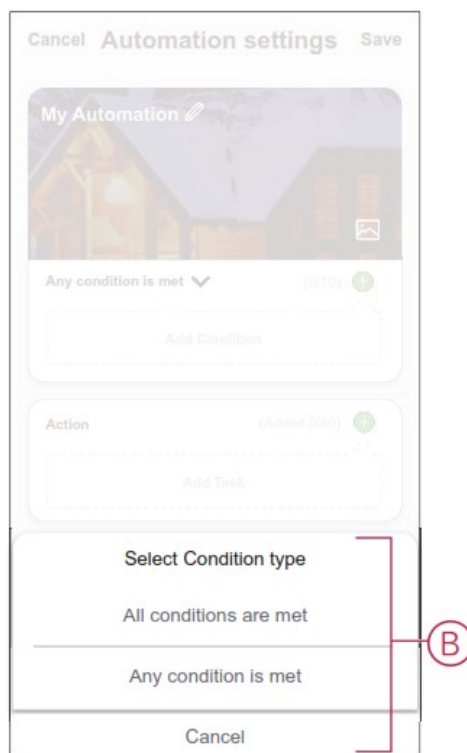 Cancel Automation settings Save
My Automation
Any condition is met (0/10)
Add Condition
Action (Added 0/80)
Add Task
Select Condition type
All conditions are met
B
Any condition is met
Cancel